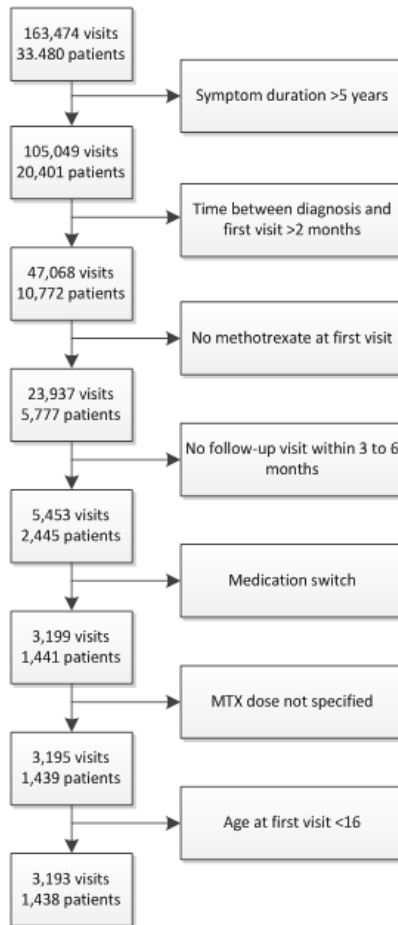 163,474 visits
33.480 patients
Symptom duration >5 years
105,049 visits
20,401 patients
Time between diagnosis and
first visit >2 months
47,068 visits
10,772 patients
No methotrexate at first visit
23,937 visits
5,777 patients
No follow-up visit within 3 to 6
months
5,453 visits
2,445 patients
Medication switch
3,199 visits
1,441 patients
MTX dose not specified
3,195 visits
1,439 patients
Age at first visit <16
3,193 visits
1,438 patients